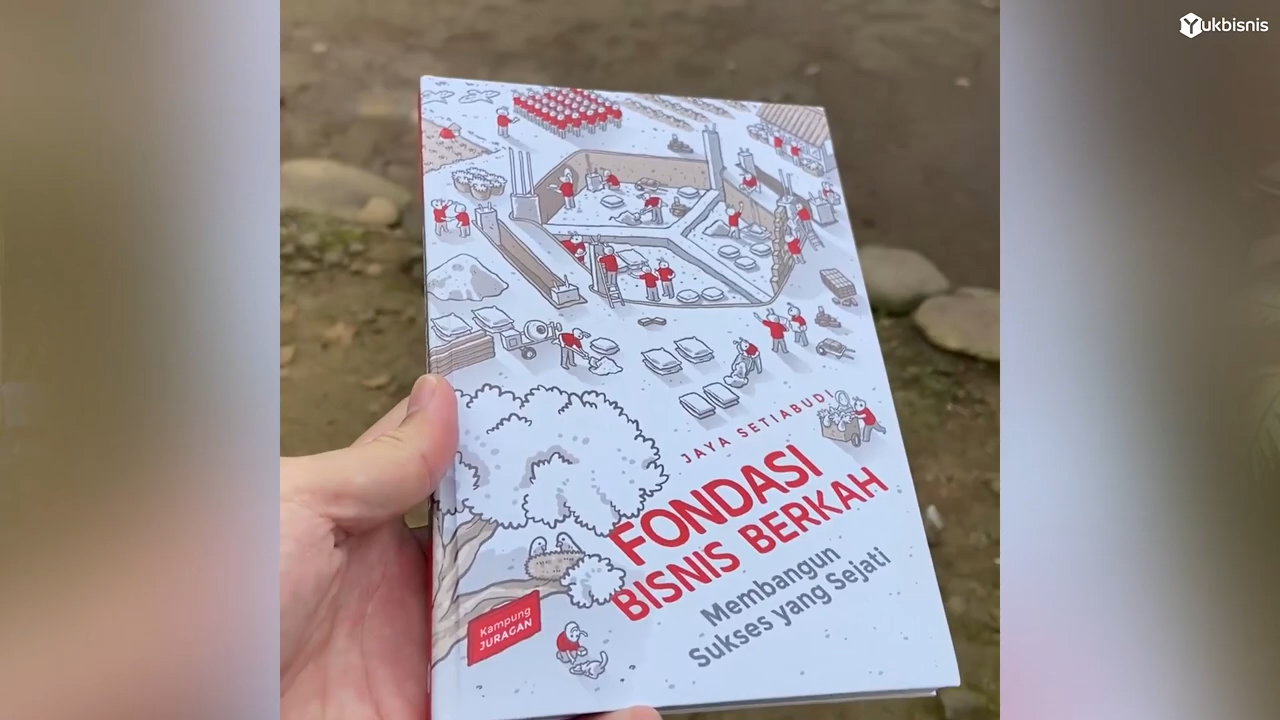 Yukbisnis
JAYA SETIABUDI
FONDASI
BISNIS BERKAH
Membangun
Sukses yang Sejati
Kampung
JURAGAN